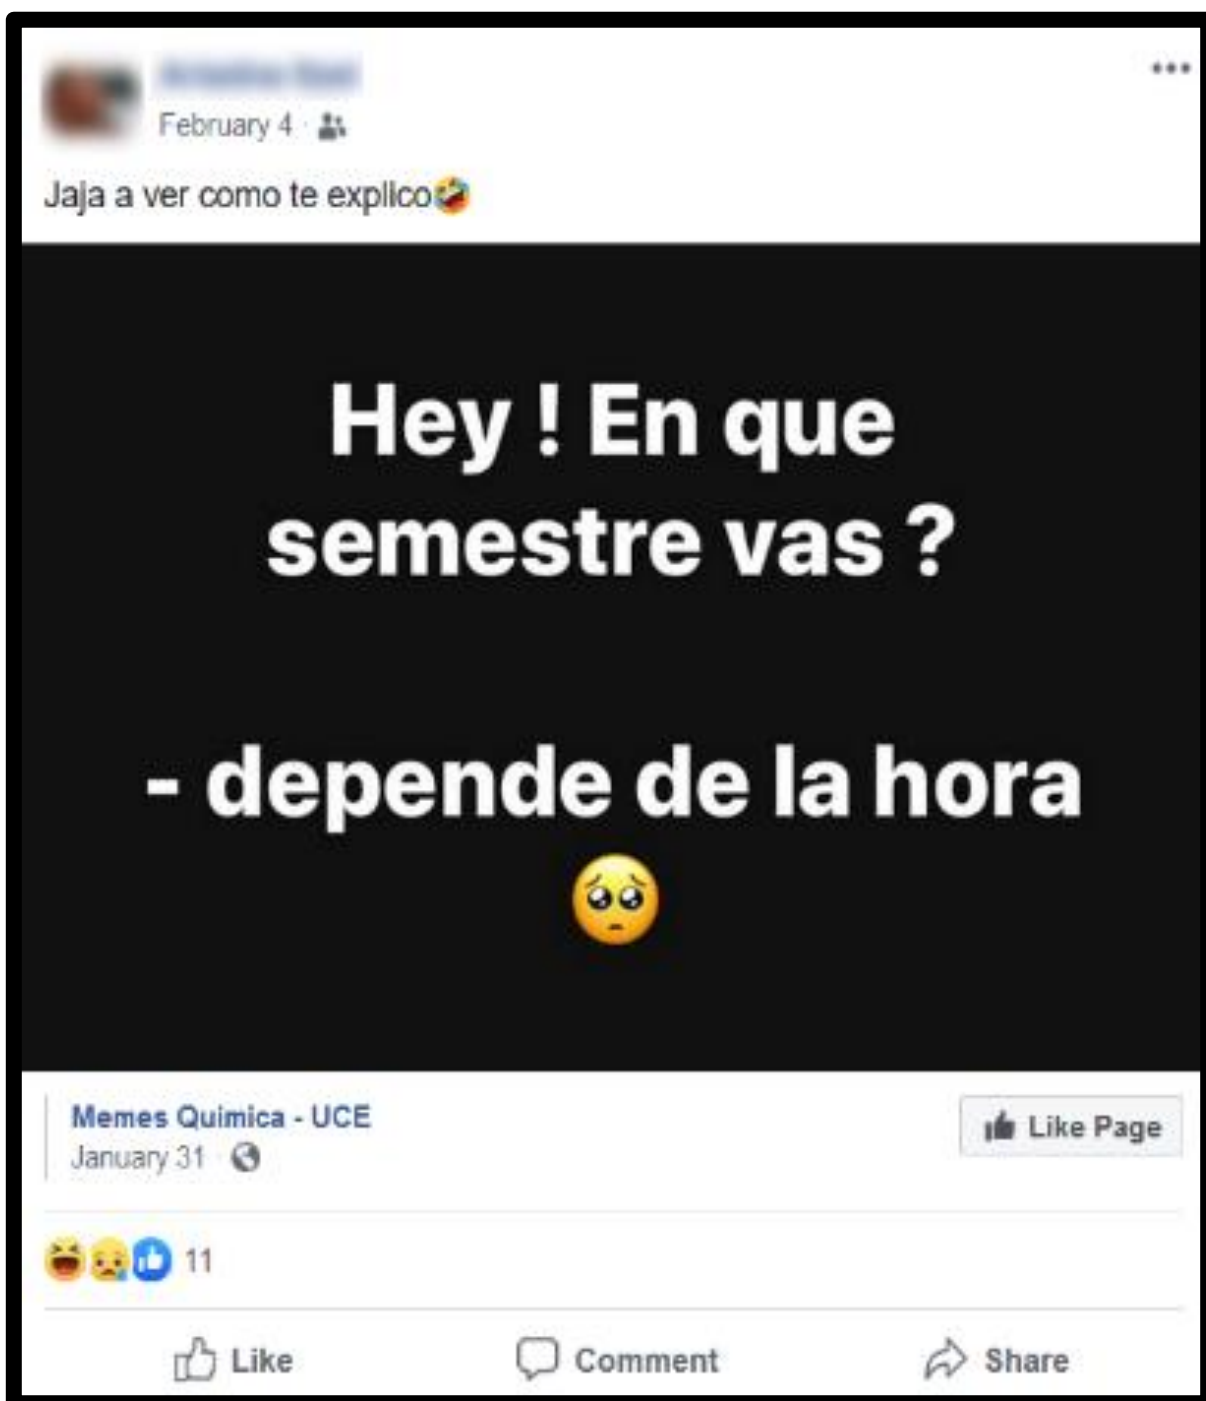 February 4
Jaja a ver como te explico🤣
Hey ! En que
semestre vas ?
- depende de la hora
🥺
Memes Quimica - UCE
January 31
Like Page
11
Like
Comment
Share